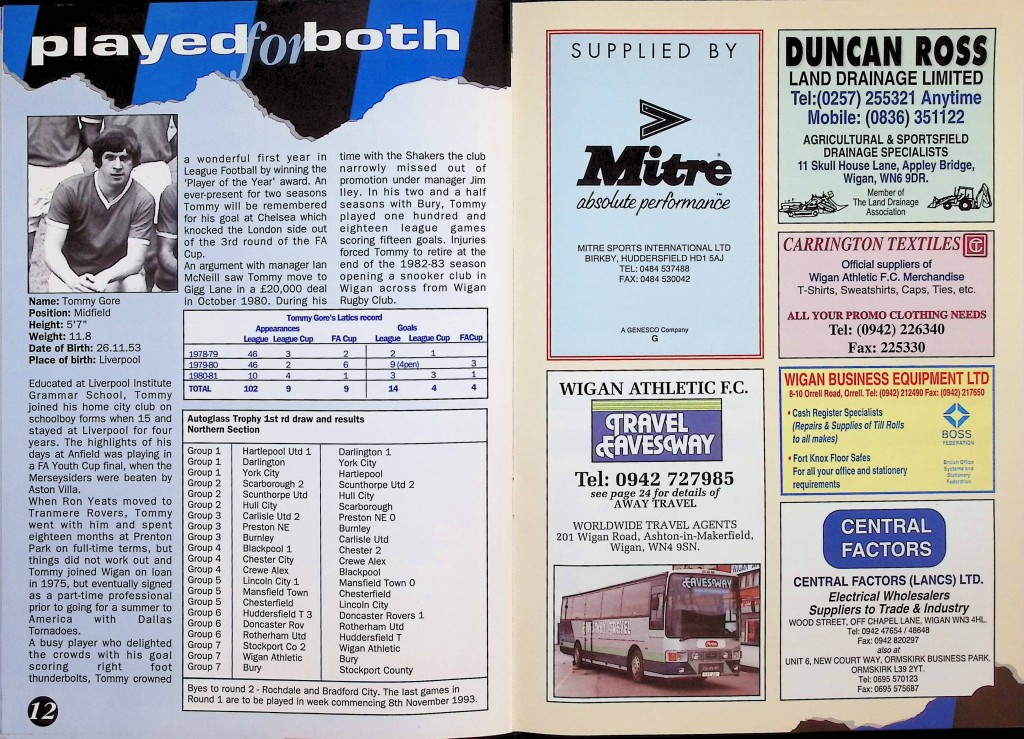 played for both
Name: Tommy Gore
Position: Midfield
Height: 5'7"
Weight: 11.8
Date of Birth: 26.11.53
Place of birth: Liverpool
Educated at Liverpool Institute
Grammar School, Tommy
joined his home city club on
schoolboy forms when 15 and
stayed at Liverpool for four
years. The highlights of his
days at Anfield was playing in
a FA Youth Cup final, when the
Merseysiders were beaten by
Aston Villa.
When Ron Yeats moved to
Tranmere Rovers, Tommy
went with him and spent
eighteen months at Prenton
Park on full-time terms, but
things did not work out and
Tommy joined Wigan on loan
in 1975, but eventually signed
as a part-time professional
prior to going for a summer to
America with Dallas
Tornadoes.
A busy player who delighted
the crowds with his goal
scoring right foot
thunderbolts, Tommy crowned
a wonderful first year in
League Football by winning the
'Player of the Year' award. An
ever-present for two seasons
Tommy will be remembered
for his goal at Chelsea which
knocked the London side out
of the 3rd round of the FA
Cup.
An argument with manager Ian
McNeill saw Tommy move to
Gigg Lane in a £20,000 deal
in October 1980. During his
time with the Shakers the club
narrowly missed out of
promotion under manager Jim
Iley. In his two and a half
seasons with Bury, Tommy
played one hundred and
eighteen league games
scoring fifteen goals. Injuries
forced Tommy to retire at the
end of the 1982-83 season
opening a snooker club in
Wigan across from Wigan
Rugby Club.
Tommy Gore's Latics record
Appearances Goals
League League Cup FA Cup League League Cup FACup
1978-79 46 3 2 2 1
1979-80 46 2 6 9 (4pen) 3
1980-81 10 4 1 3 3 1
TOTAL 102 9 9 14 4 4
Autoglass Trophy 1st rd draw and results
Northern Section
Group 1 Hartlepool Utd 1 Darlington 1
Group 1 Darlington York City
Group 1 York City Hartlepool
Group 2 Scarborough 2 Scunthorpe Utd 2
Group 2 Scunthorpe Utd Hull City
Group 2 Hull City Scarborough
Group 3 Carlisle Utd 2 Preston NE 0
Group 3 Preston NE Burnley
Group 3 Burnley Carlisle Utd
Group 4 Blackpool 1 Chester 2
Group 4 Chester City Crewe Alex
Group 4 Crewe Alex Blackpool
Group 5 Lincoln City 1 Mansfield Town 0
Group 5 Mansfield Town Chesterfield
Group 5 Chesterfield Lincoln City
Group 6 Huddersfield T 3 Doncaster Rovers 1
Group 6 Doncaster Rov Rotherham Utd
Group 6 Rotherham Utd Huddersfield T
Group 7 Stockport Co 2 Wigan Athletic
Group 7 Wigan Athletic Bury
Group 7 Bury Stockport County
Byes to round 2 - Rochdale and Bradford City. The last games in
Round 1 are to be played in week commencing 8th November 1993.
12
SUPPLIED BY
Mitre
absolute performance™
MITRE SPORTS INTERNATIONAL LTD
BIRKBY, HUDDERSFIELD HD1 5AJ
TEL: 0484 537488
FAX: 0484 530042
A GENESCO Company
G
WIGAN ATHLETIC F.C.
TRAVEL
EAVESWAY
Tel: 0942 727985
see page 24 for details of
AWAY TRAVEL
WORLDWIDE TRAVEL AGENTS
201 Wigan Road, Ashton-in-Makerfield,
Wigan, WN4 9SN.
EAVESWAY
EAVESWAY TRAVEL
DUNCAN ROSS
LAND DRAINAGE LIMITED
Tel:(0257) 255321 Anytime
Mobile: (0836) 351122
AGRICULTURAL & SPORTSFIELD
DRAINAGE SPECIALISTS
11 Skull House Lane, Appley Bridge,
Wigan, WN6 9DR.
Member of
The Land Drainage
Association
CARRINGTON TEXTILES
Official suppliers of
Wigan Athletic F.C. Merchandise
T-Shirts, Sweatshirts, Caps, Ties, etc.
ALL YOUR PROMO CLOTHING NEEDS
Tel: (0942) 226340
Fax: 225330
WIGAN BUSINESS EQUIPMENT LTD
8-10 Orrell Road, Orrell. Tel: (0942) 212490 Fax: (0942) 217650
• Cash Register Specialists
(Repairs & Supplies of Till Rolls
to all makes)
• Fort Knox Floor Safes
For all your office and stationery
requirements
BOSS
FEDERATION
British Office
Systems and
Stationery
Federation
CENTRAL
FACTORS
CENTRAL FACTORS (LANCS) LTD.
Electrical Wholesalers
Suppliers to Trade & Industry
WOOD STREET, OFF CHAPEL LANE, WIGAN WN3 4HL.
Tel: 0942 47654 / 48648
Fax: 0942 820297
also at
UNIT 6, NEW COURT WAY, ORMSKIRK BUSINESS PARK,
ORMSKIRK L39 2YT.
Tel: 0695 570123
Fax: 0695 575687